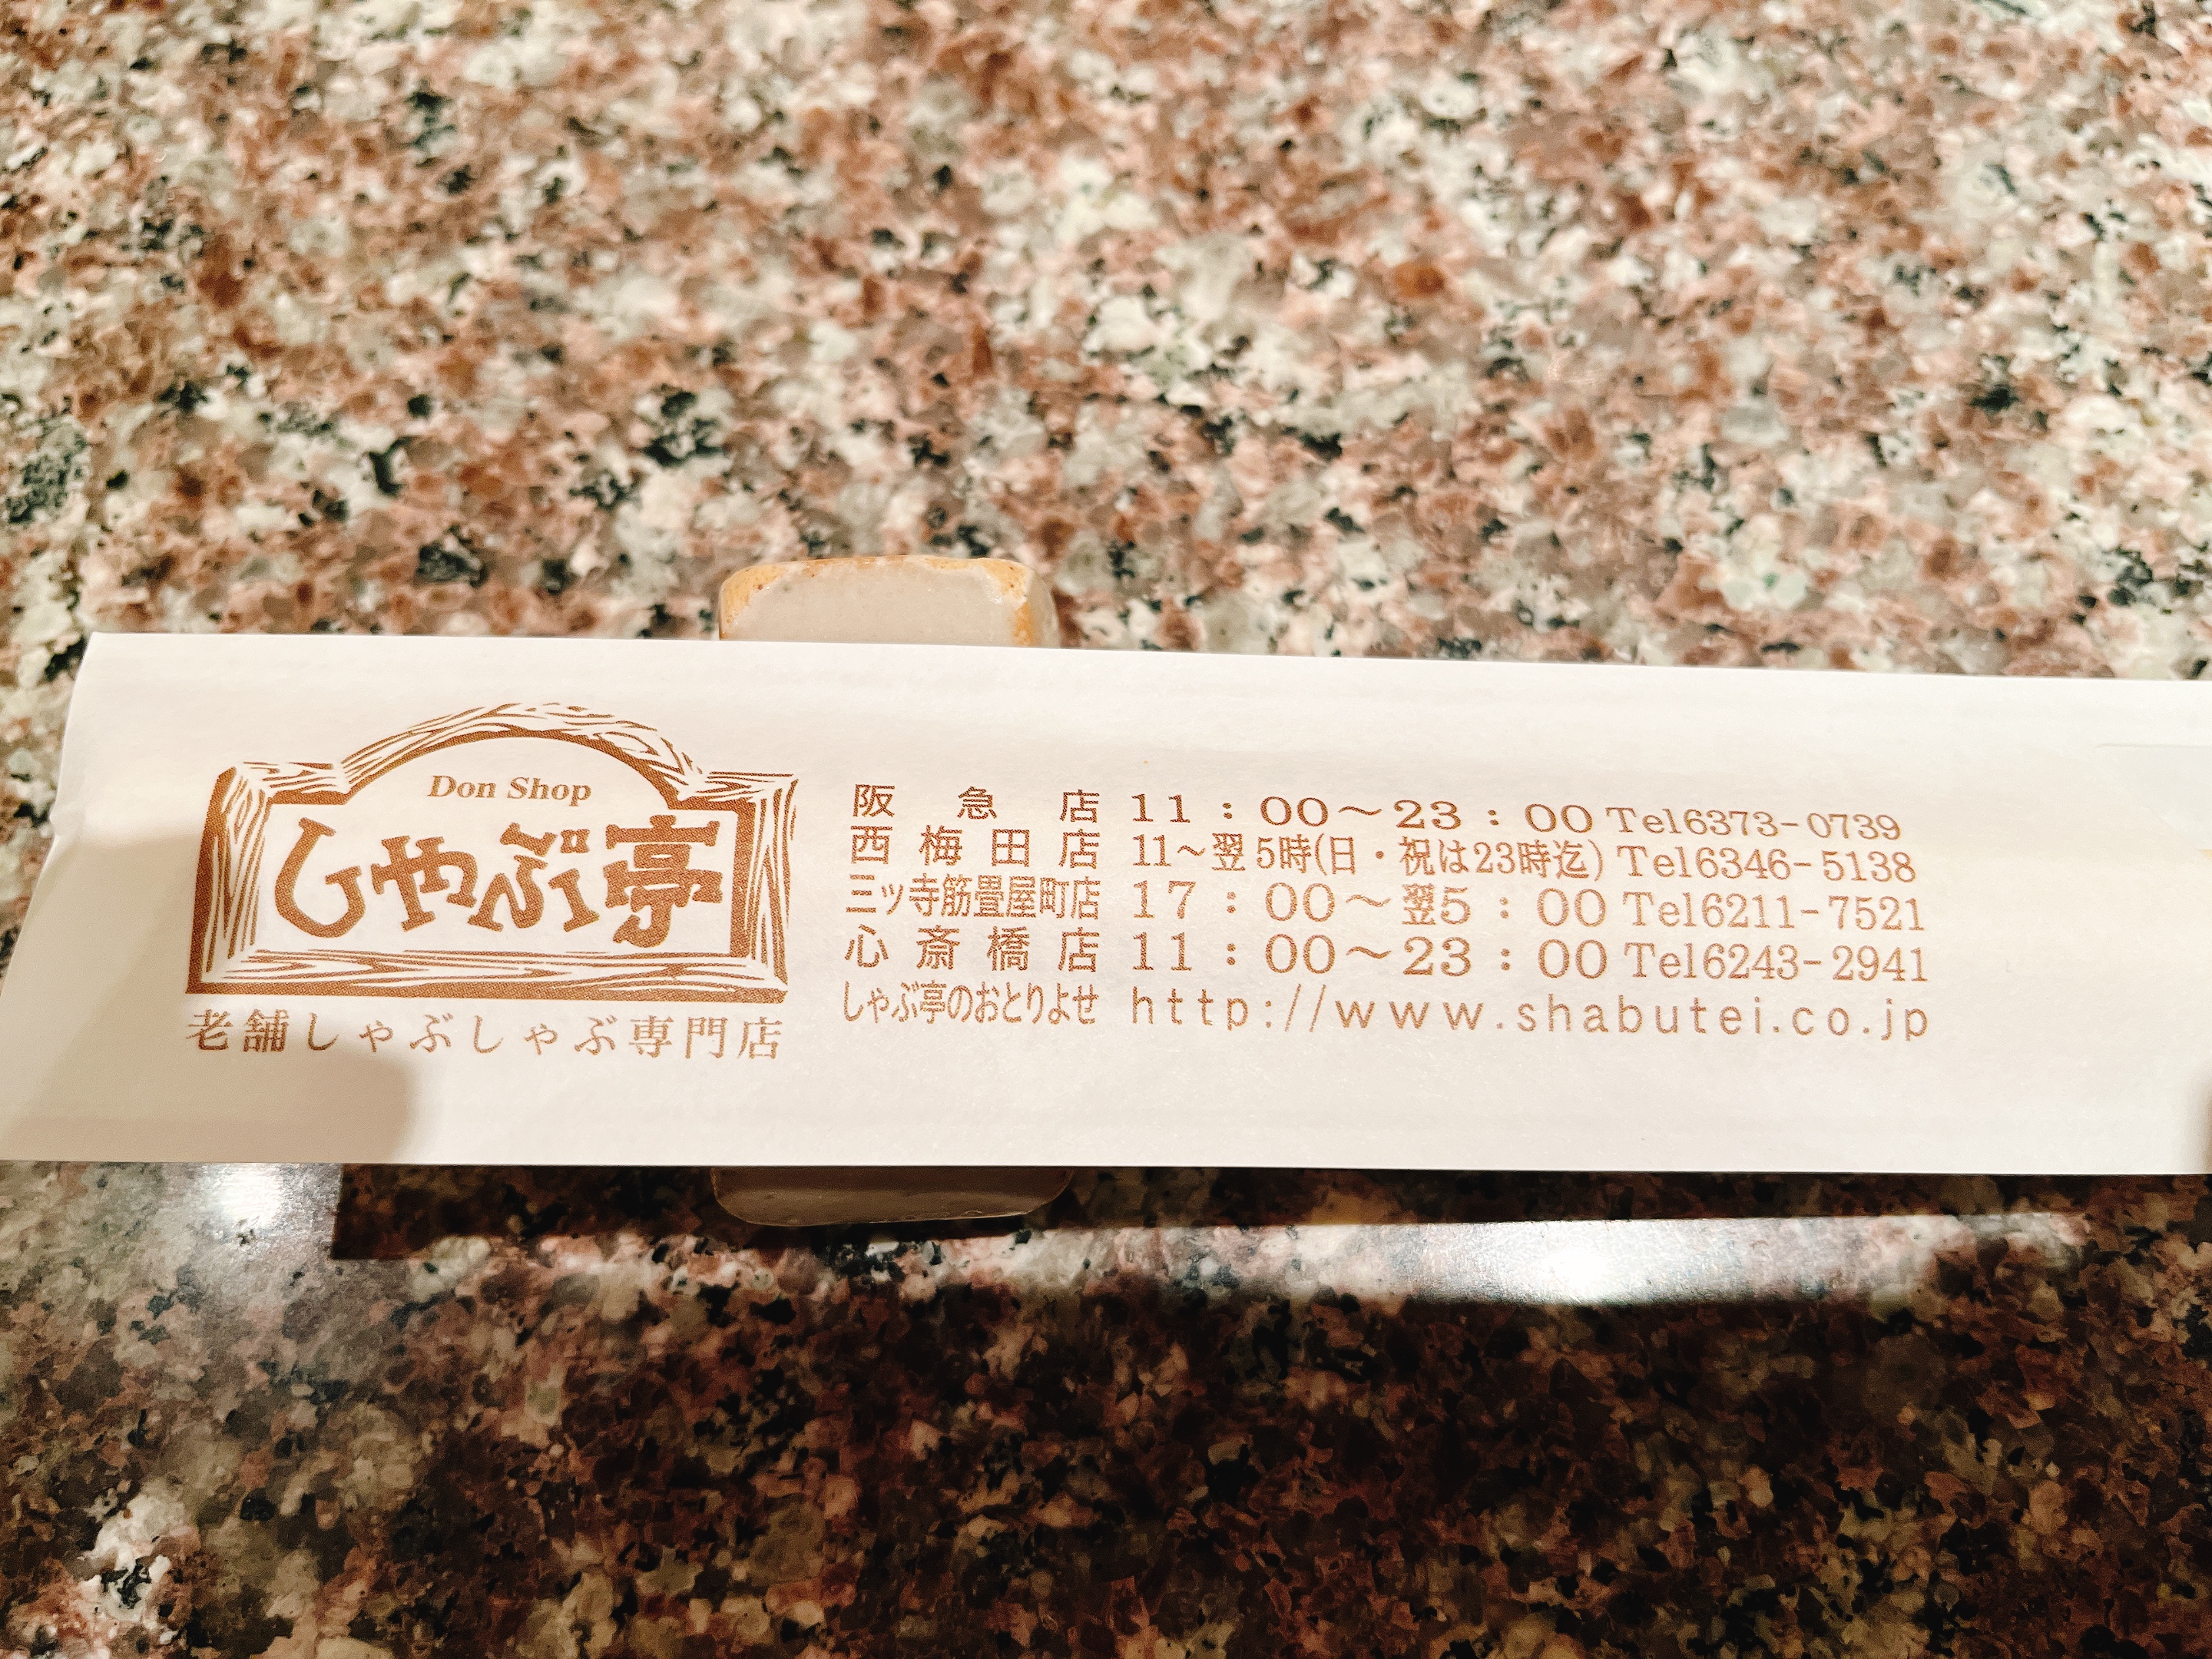 Don Shop
しゃぶ亭
老舗しゃぶしゃぶ専門店
阪急店 11:00〜23:00 Tel6373-0739
西梅田店 11〜翌5時(日・祝は23時迄) Tel6346-5138
三ッ寺筋畳屋町店 17:00〜翌5:00 Tel6211-7521
心斎橋店 11:00〜23:00 Tel6243-2941
しゃぶ亭のおとりよせ http://www.shabutei.co.jp